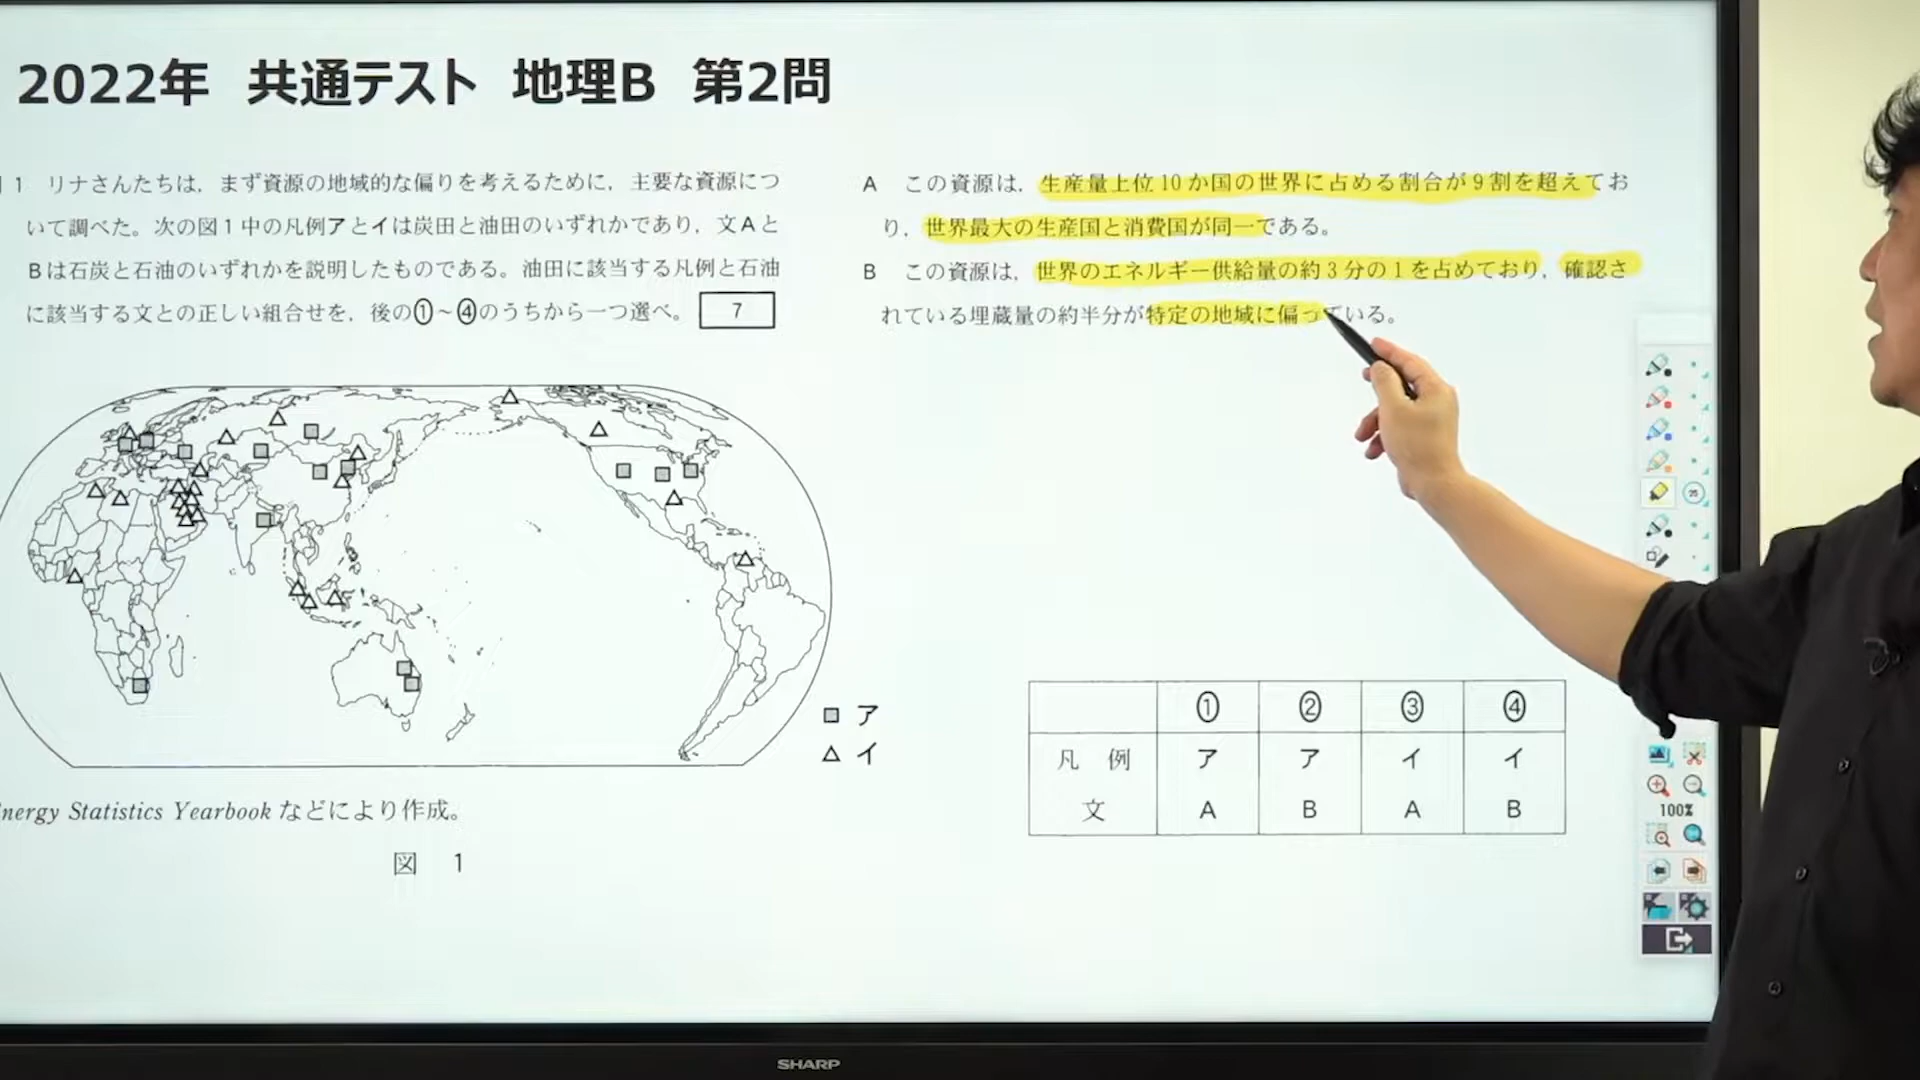 2022年 共通テスト 地理B 第2問
1 リナさんたちは，まず資源の地域的な偏りを考えるために，主要な資源につ
いて調べた。次の図1中の凡例アとイは炭田と油田のいずれかであり，文Aと
Bは石炭と石油のいずれかを説明したものである。油田に該当する凡例と石油
に該当する文との正しい組合せを，後の①～④のうちから一つ選べ。 7
A この資源は，生産量上位10か国の世界に占める割合が9割を超えてお
り，世界最大の生産国と消費国が同一である。
B この資源は，世界のエネルギー供給量の約3分の1を占めており，確認さ
れている埋蔵量の約半分が特定の地域に偏っている。
ア
イ
nergy Statistics Yearbook などにより作成。
図 1
① ② ③ ④
凡例 ア ア イ イ
文 A B A B
25
100%
SHARP